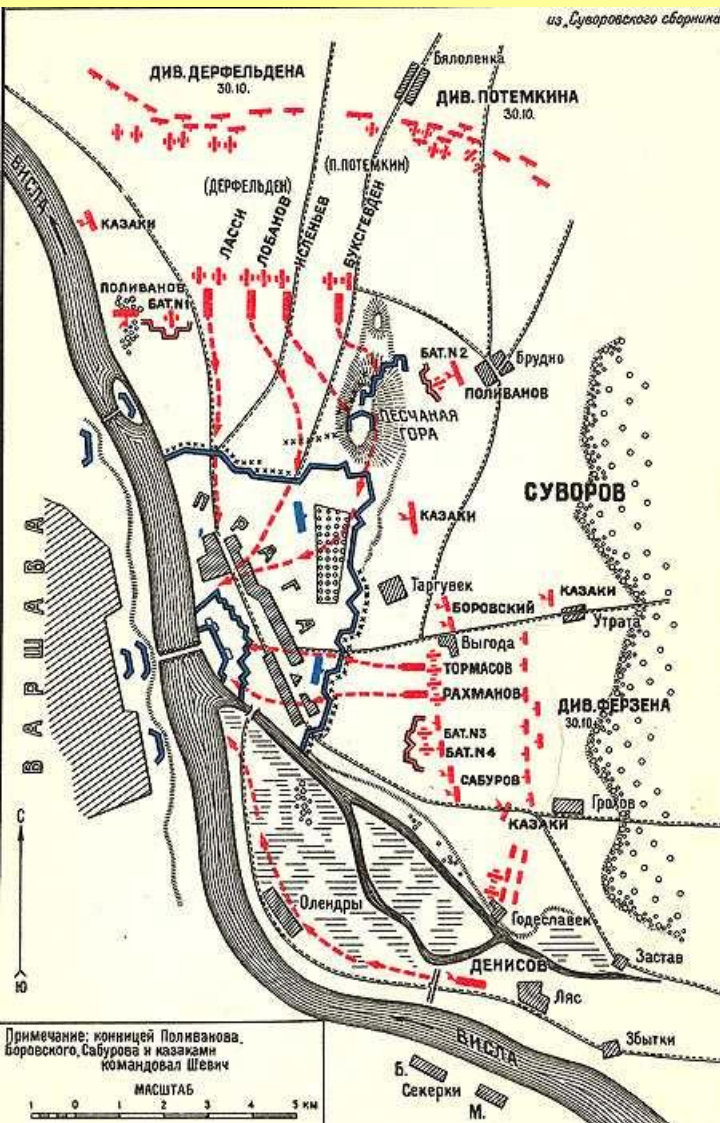 из „Суворовского сборника
ДИВ. ДЕРФЕЛЬДЕНА
30.10.
Бялоленка
ДИВ. ПОТЕМКИНА
30.10.
ВИСЛА
(П. ПОТЕМКИН)
(ДЕРФЕЛЬДЕН)
КАЗАКИ
ЛАССИ
ЛОБАНОВ
ИСЛЕНЬЕВ
БУКСГЕВДЕН
ПОЛИВАНОВ
БАТ.N1
БАТ.N2
Брудно
ПОЛИВАНОВ
ПЕСЧАНАЯ
ГОРА
СУВОРОВ
КАЗАКИ
ПРАГА
ВАРШАВА
Таргувек
КАЗАКИ
БОРОВСКИЙ
Утрата
Выгода
ТОРМАСОВ
РАХМАНОВ
ДИВ. ФЕРЗЕНА
30.10.
БАТ.N3
БАТ.N4
САБУРОВ
Грохов
КАЗАКИ
С
Ю
Олендры
Годеславек
ДЕНИСОВ
Застав
Ляс
Збытки
ВИСЛА
Б.
Секерки
М.
Примечание: конницей Поливанова,
Боровского, Сабурова и казаками
командовал Шевич
МАСШТАБ
1 0 1 2 3 4 5 км